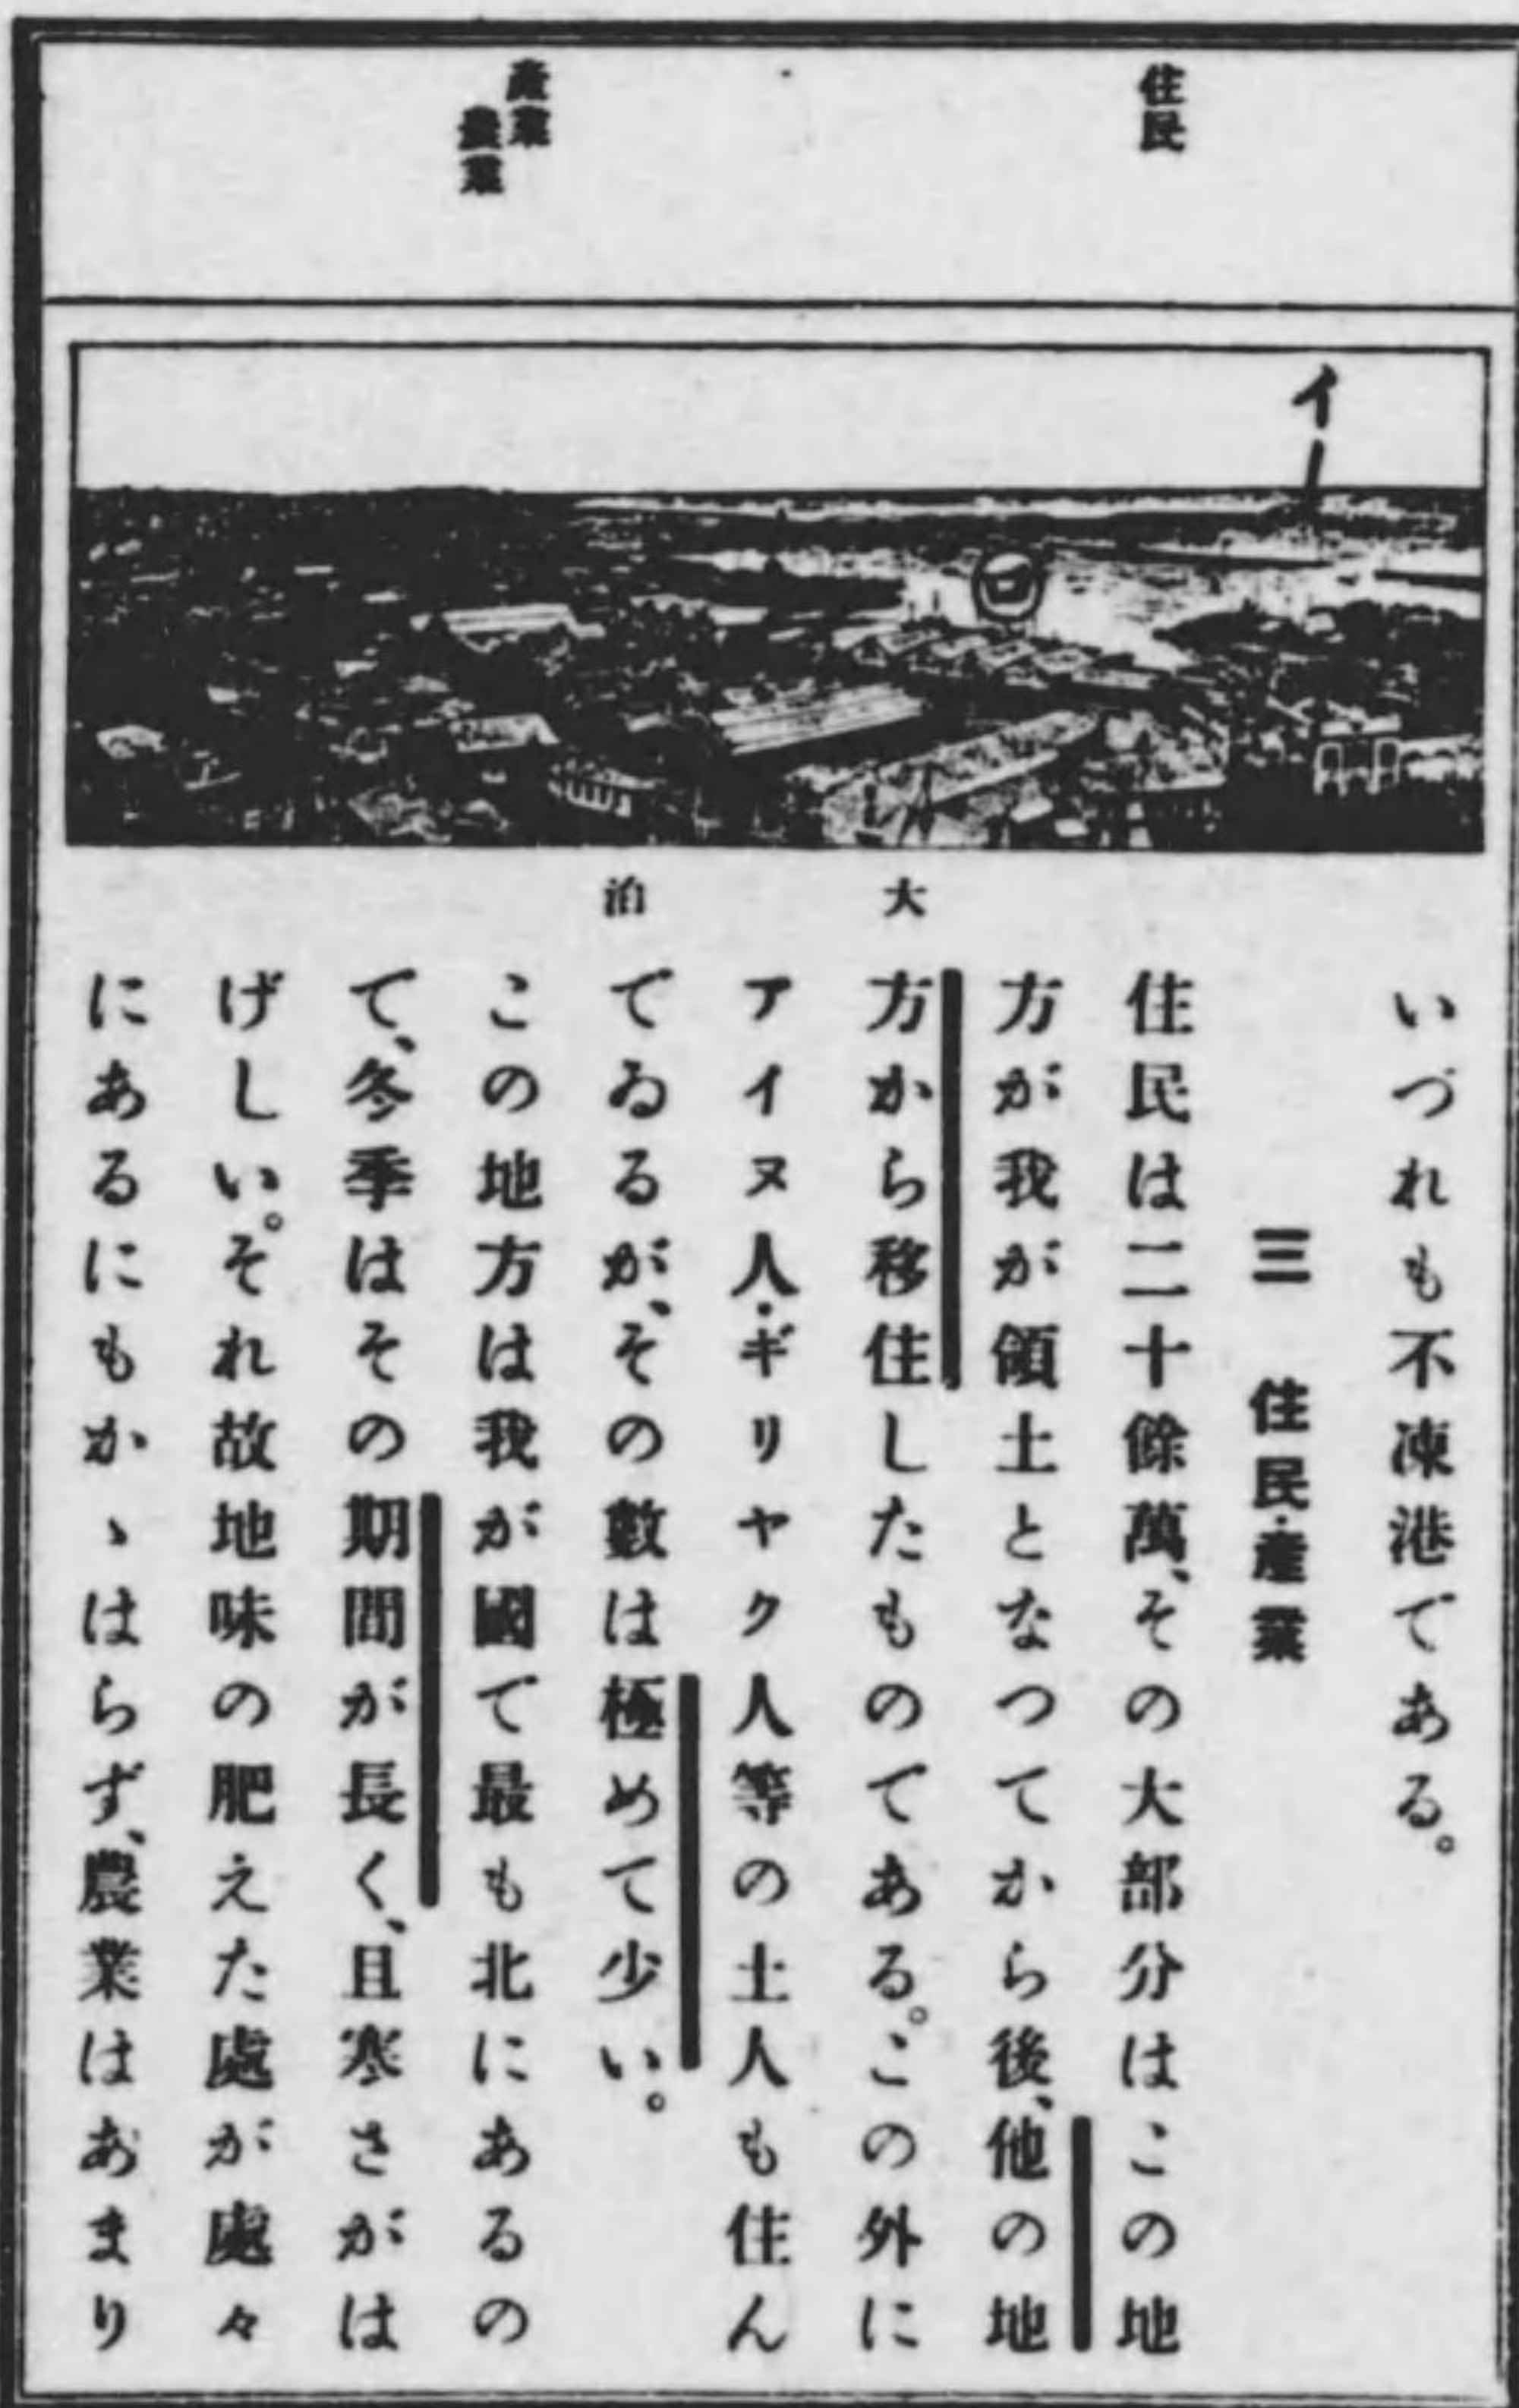 住民
産業
農業
イ
ロ
大泊
いづれも不凍港である。
三 住民・産業
住民は二十餘萬、その大部分はこの地
方が我が領土となつてから後、他の地
方から移住したものである。この外に
アイヌ人・ギリヤク人等の土人も住ん
でゐるが、その數は極めて少い。
この地方は我が國で最も北にあるの
で、冬季はその期間が長く、且寒さがは
げしい。それ故地味の肥えた處が處々
にあるにもかゝはらず、農業はあまり